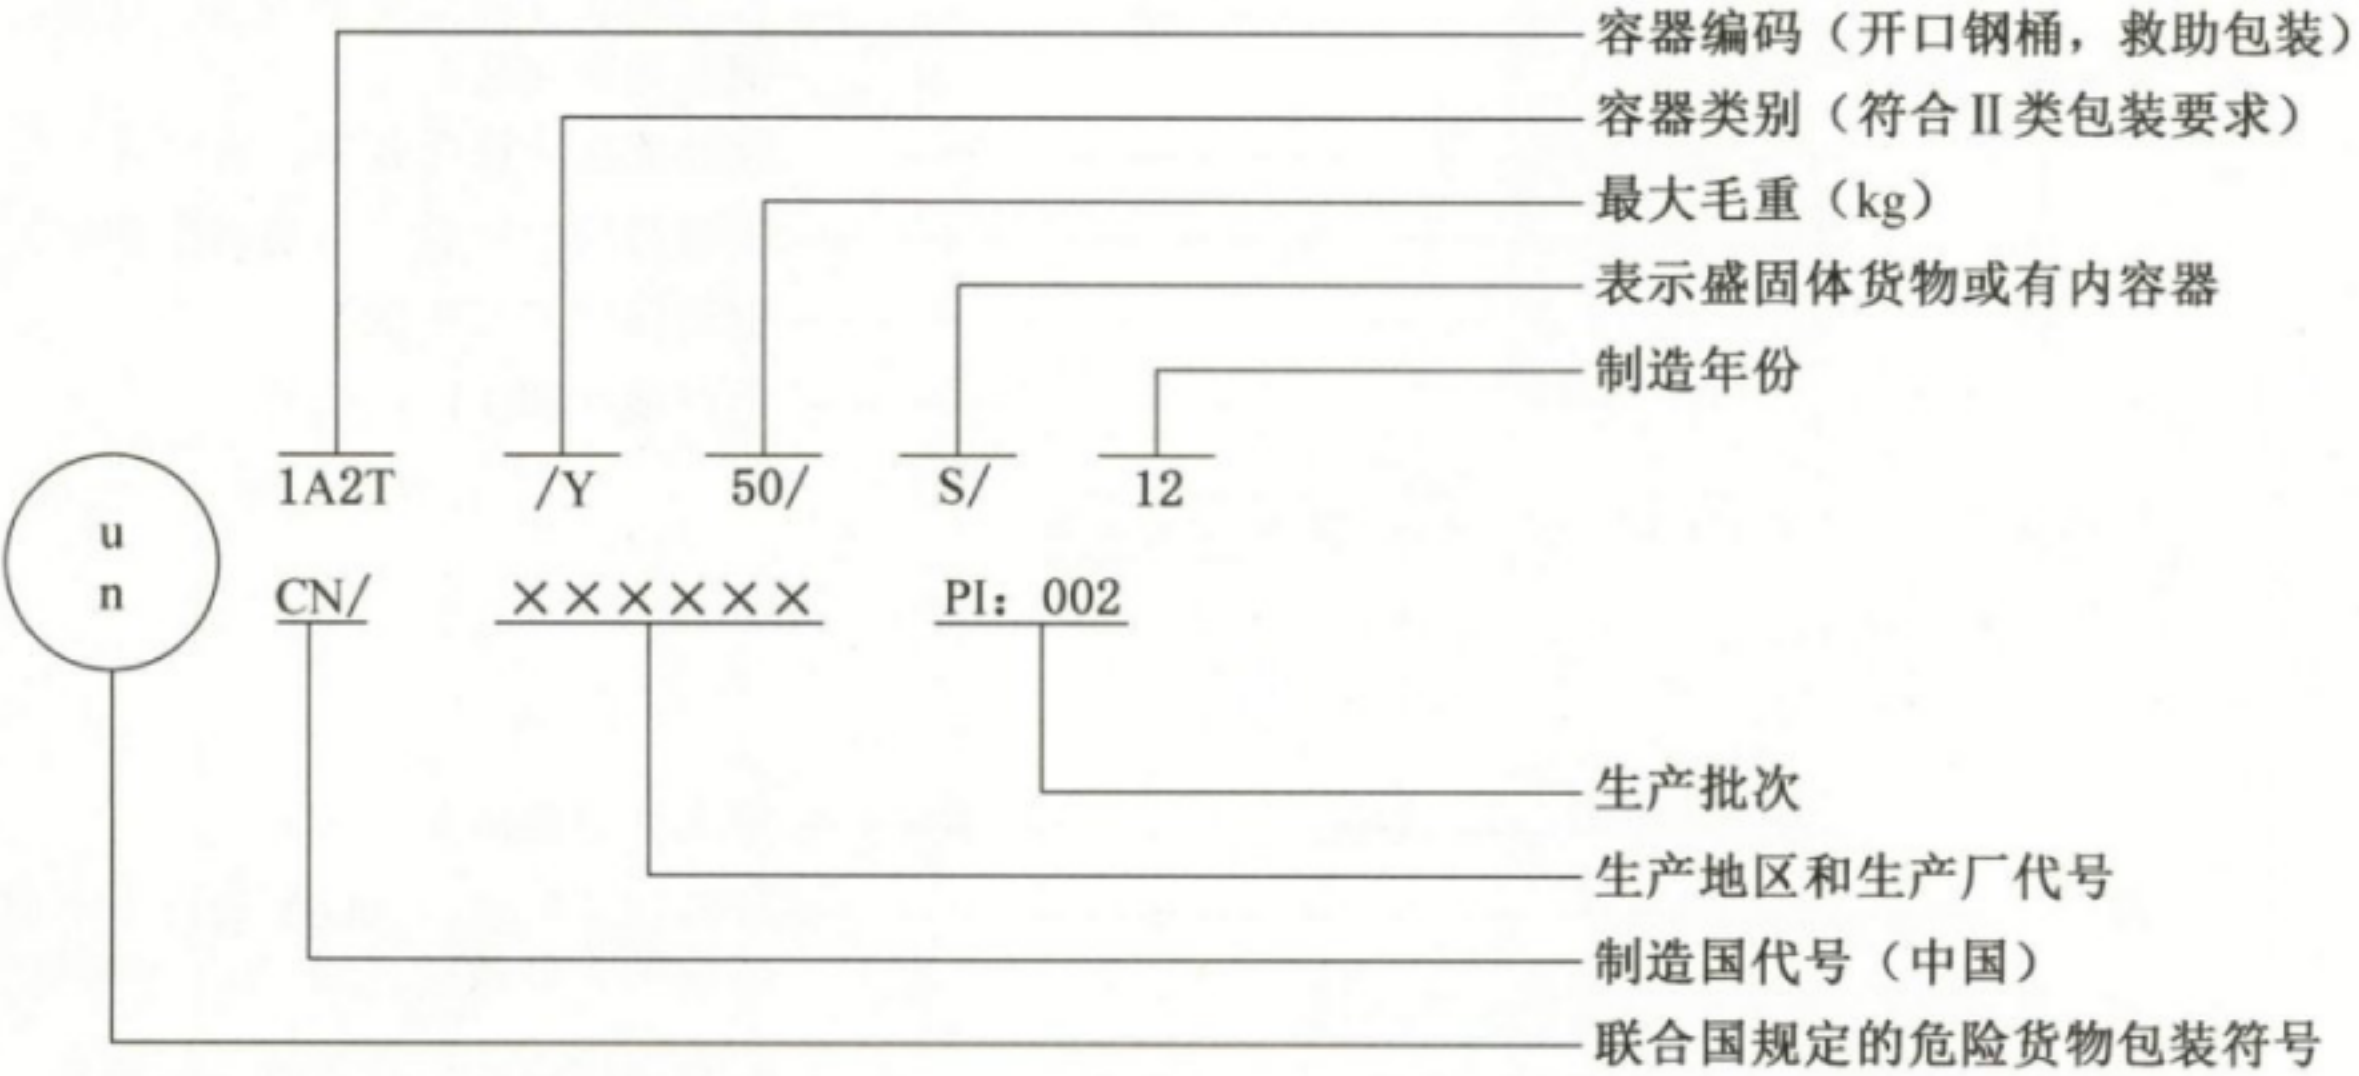 容器编码（开口钢桶，救助包装）
容器类别（符合Ⅱ类包装要求）
最大毛重（kg）
表示盛固体货物或有内容器
制造年份
1A2T /Y 50/ S/ 12
u
n
CN/ ×××××× PI：002
生产批次
生产地区和生产厂代号
制造国代号（中国）
联合国规定的危险货物包装符号